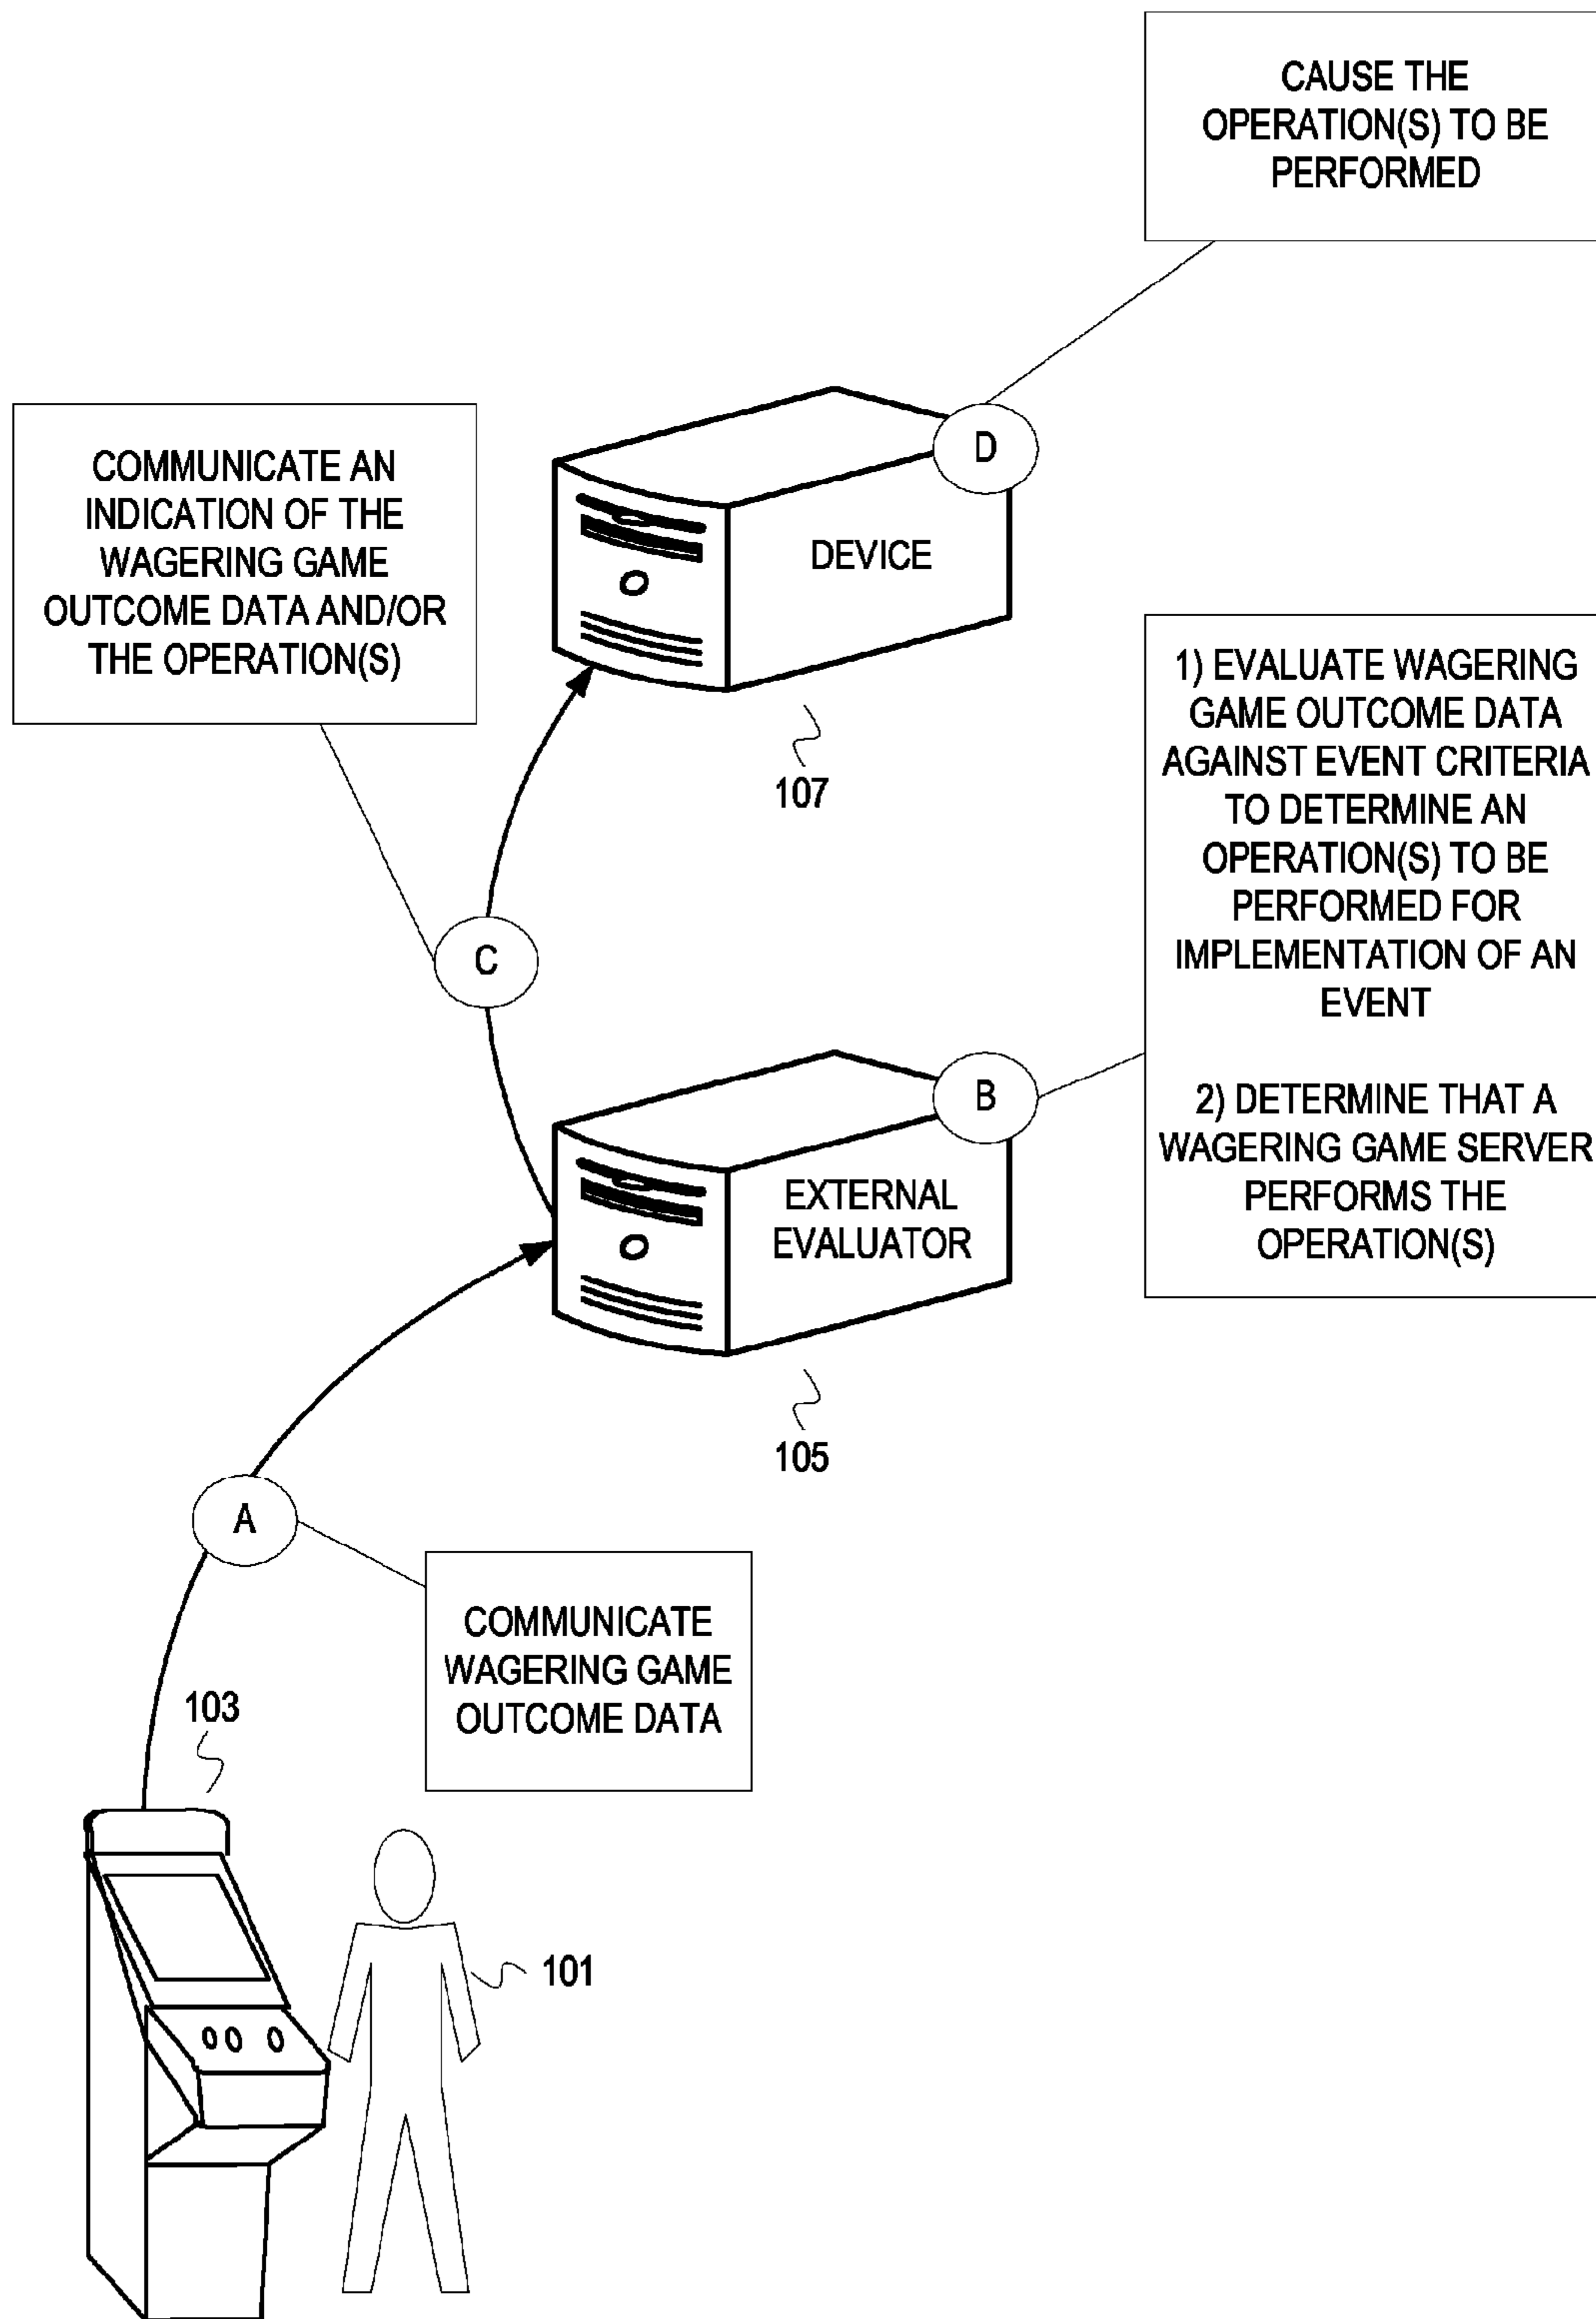 CAUSE THE
OPERATION(S) TO BE
PERFORMED
D
COMMUNICATE AN
INDICATION OF THE
WAGERING GAME
OUTCOME DATA AND/OR
THE OPERATION(S)
DEVICE
107
C
1) EVALUATE WAGERING
GAME OUTCOME DATA
AGAINST EVENT CRITERIA
TO DETERMINE AN
OPERATION(S) TO BE
PERFORMED FOR
IMPLEMENTATION OF AN
EVENT
2) DETERMINE THAT A
WAGERING GAME SERVER
PERFORMS THE
OPERATION(S)
B
EXTERNAL
EVALUATOR
105
A
COMMUNICATE
WAGERING GAME
OUTCOME DATA
103
101